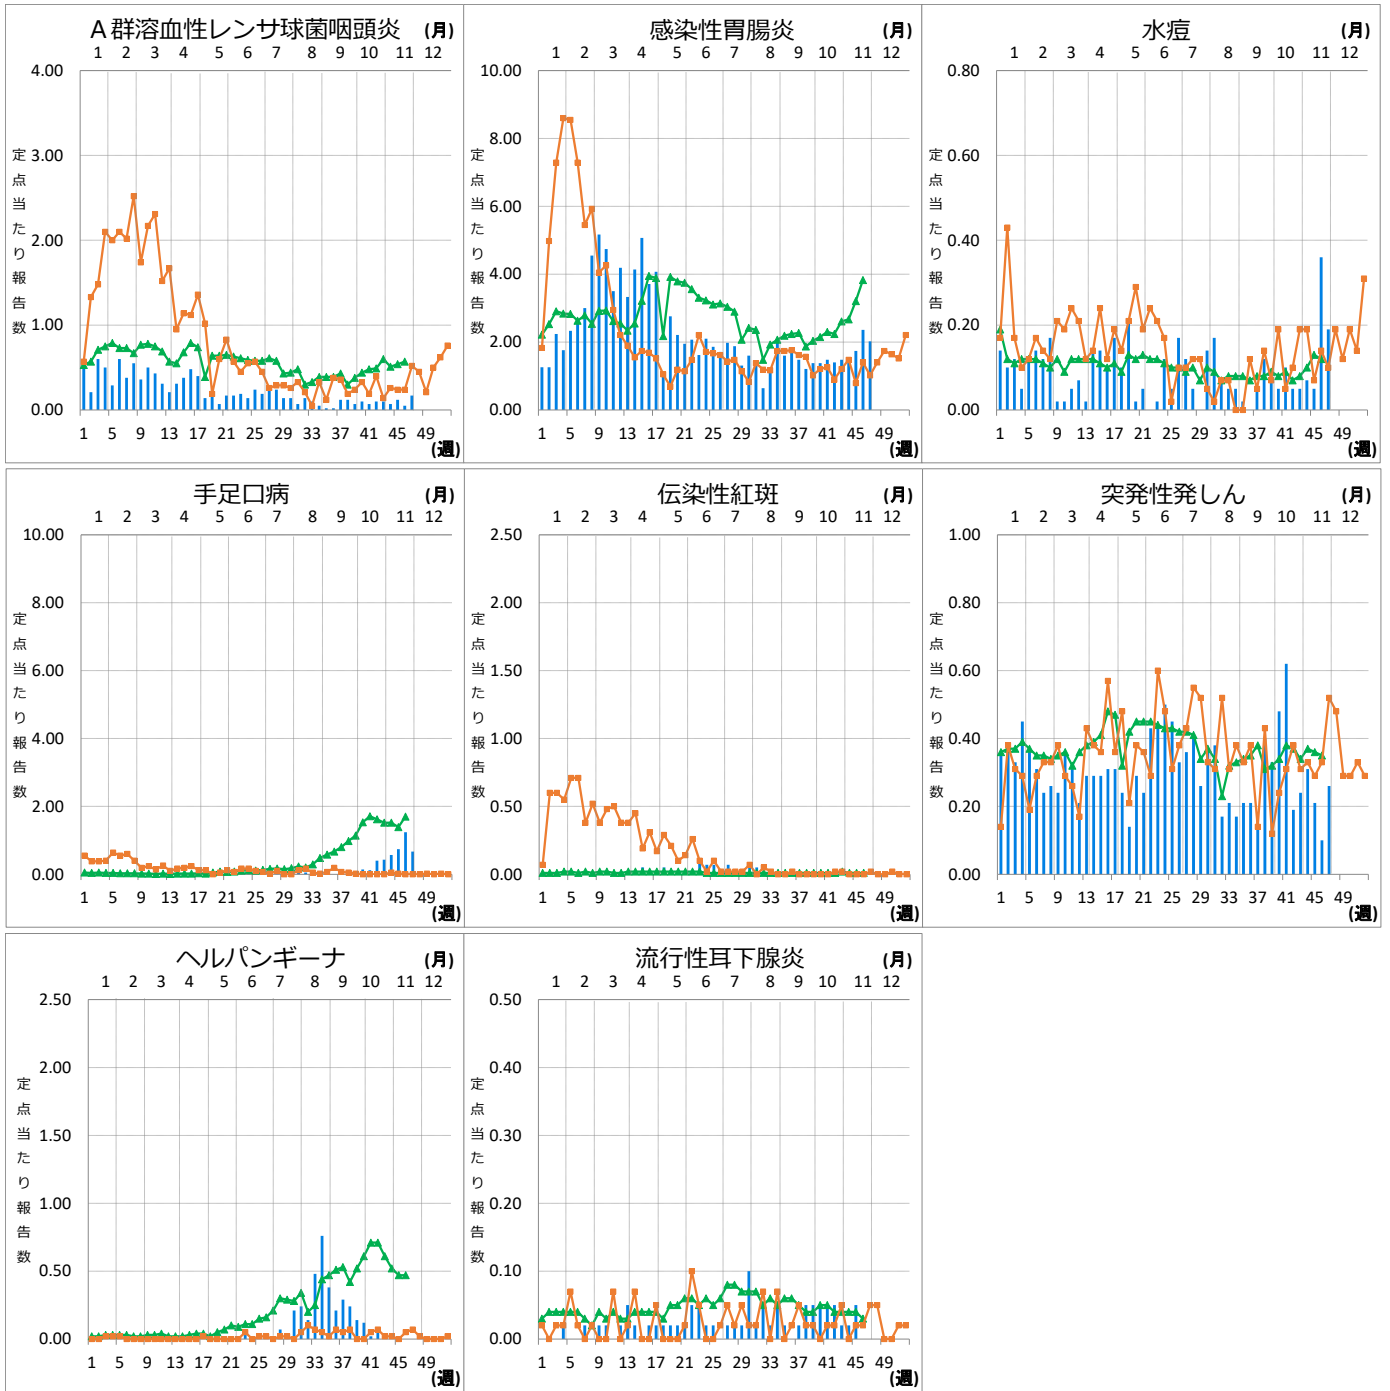 A群溶血性レンサ球菌咽頭炎 (月)
1 2 3 4 5 6 7 8 9 10 11 12
4.00
3.00
2.00
1.00
0.00
定点当たり報告数
1 5 9 13 17 21 25 29 33 37 41 45 49
(週)
感染性胃腸炎 (月)
1 2 3 4 5 6 7 8 9 10 11 12
10.00
8.00
6.00
4.00
2.00
0.00
定点当たり報告数
1 5 9 13 17 21 25 29 33 37 41 45 49
(週)
水痘 (月)
1 2 3 4 5 6 7 8 9 10 11 12
0.80
0.60
0.40
0.20
0.00
定点当たり報告数
1 5 9 13 17 21 25 29 33 37 41 45 49
(週)
手足口病 (月)
1 2 3 4 5 6 7 8 9 10 11 12
10.00
8.00
6.00
4.00
2.00
0.00
定点当たり報告数
1 5 9 13 17 21 25 29 33 37 41 45 49
(週)
伝染性紅斑 (月)
1 2 3 4 5 6 7 8 9 10 11 12
2.50
2.00
1.50
1.00
0.50
0.00
定点当たり報告数
1 5 9 13 17 21 25 29 33 37 41 45 49
(週)
突発性発しん (月)
1 2 3 4 5 6 7 8 9 10 11 12
1.00
0.80
0.60
0.40
0.20
0.00
定点当たり報告数
1 5 9 13 17 21 25 29 33 37 41 45 49
(週)
ヘルパンギーナ (月)
1 2 3 4 5 6 7 8 9 10 11 12
2.50
2.00
1.50
1.00
0.50
0.00
定点当たり報告数
1 5 9 13 17 21 25 29 33 37 41 45 49
(週)
流行性耳下腺炎 (月)
1 2 3 4 5 6 7 8 9 10 11 12
0.50
0.40
0.30
0.20
0.10
0.00
定点当たり報告数
1 5 9 13 17 21 25 29 33 37 41 45 49
(週)